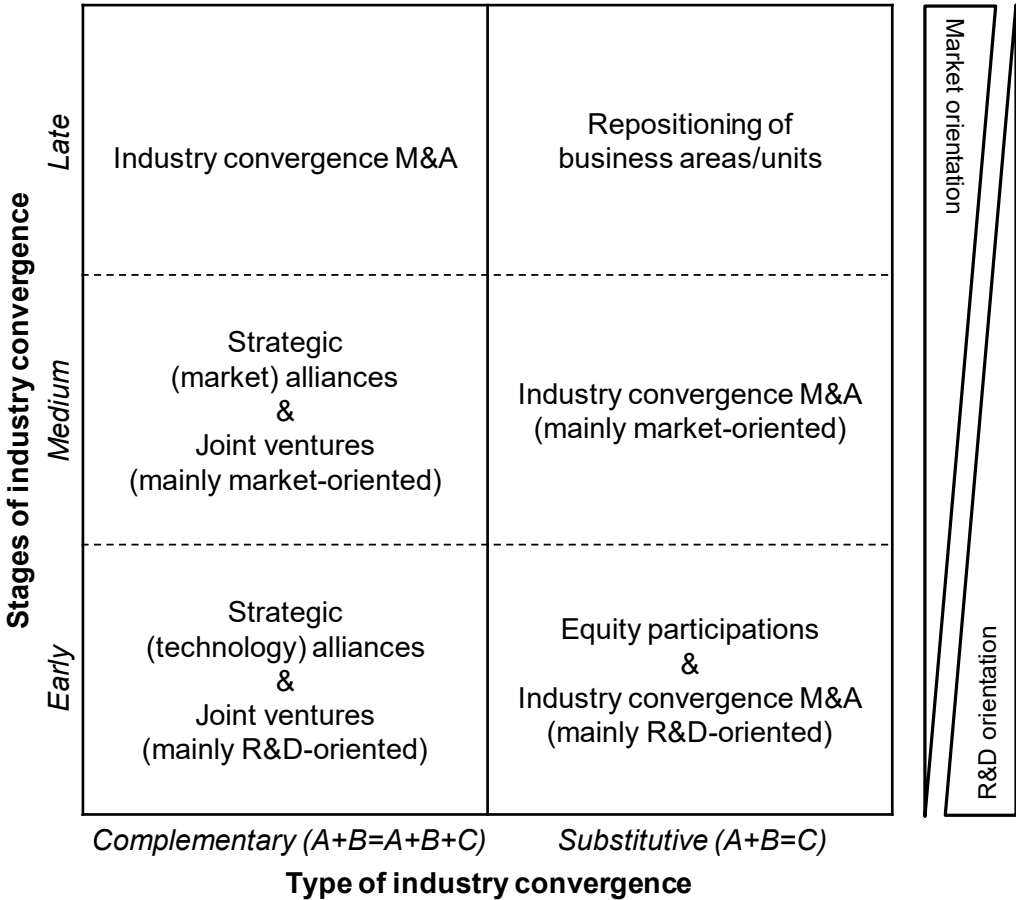 Stages of industry convergence
Late
Industry convergence M&A
Repositioning of
business areas/units
Market orientation
Medium
Strategic
(market) alliances
&
Joint ventures
(mainly market-oriented)
Industry convergence M&A
(mainly market-oriented)
Early
Strategic
(technology) alliances
&
Joint ventures
(mainly R&D-oriented)
Equity participations
&
Industry convergence M&A
(mainly R&D-oriented)
R&D orientation
Complementary (A+B=A+B+C)
Substitutive (A+B=C)
Type of industry convergence